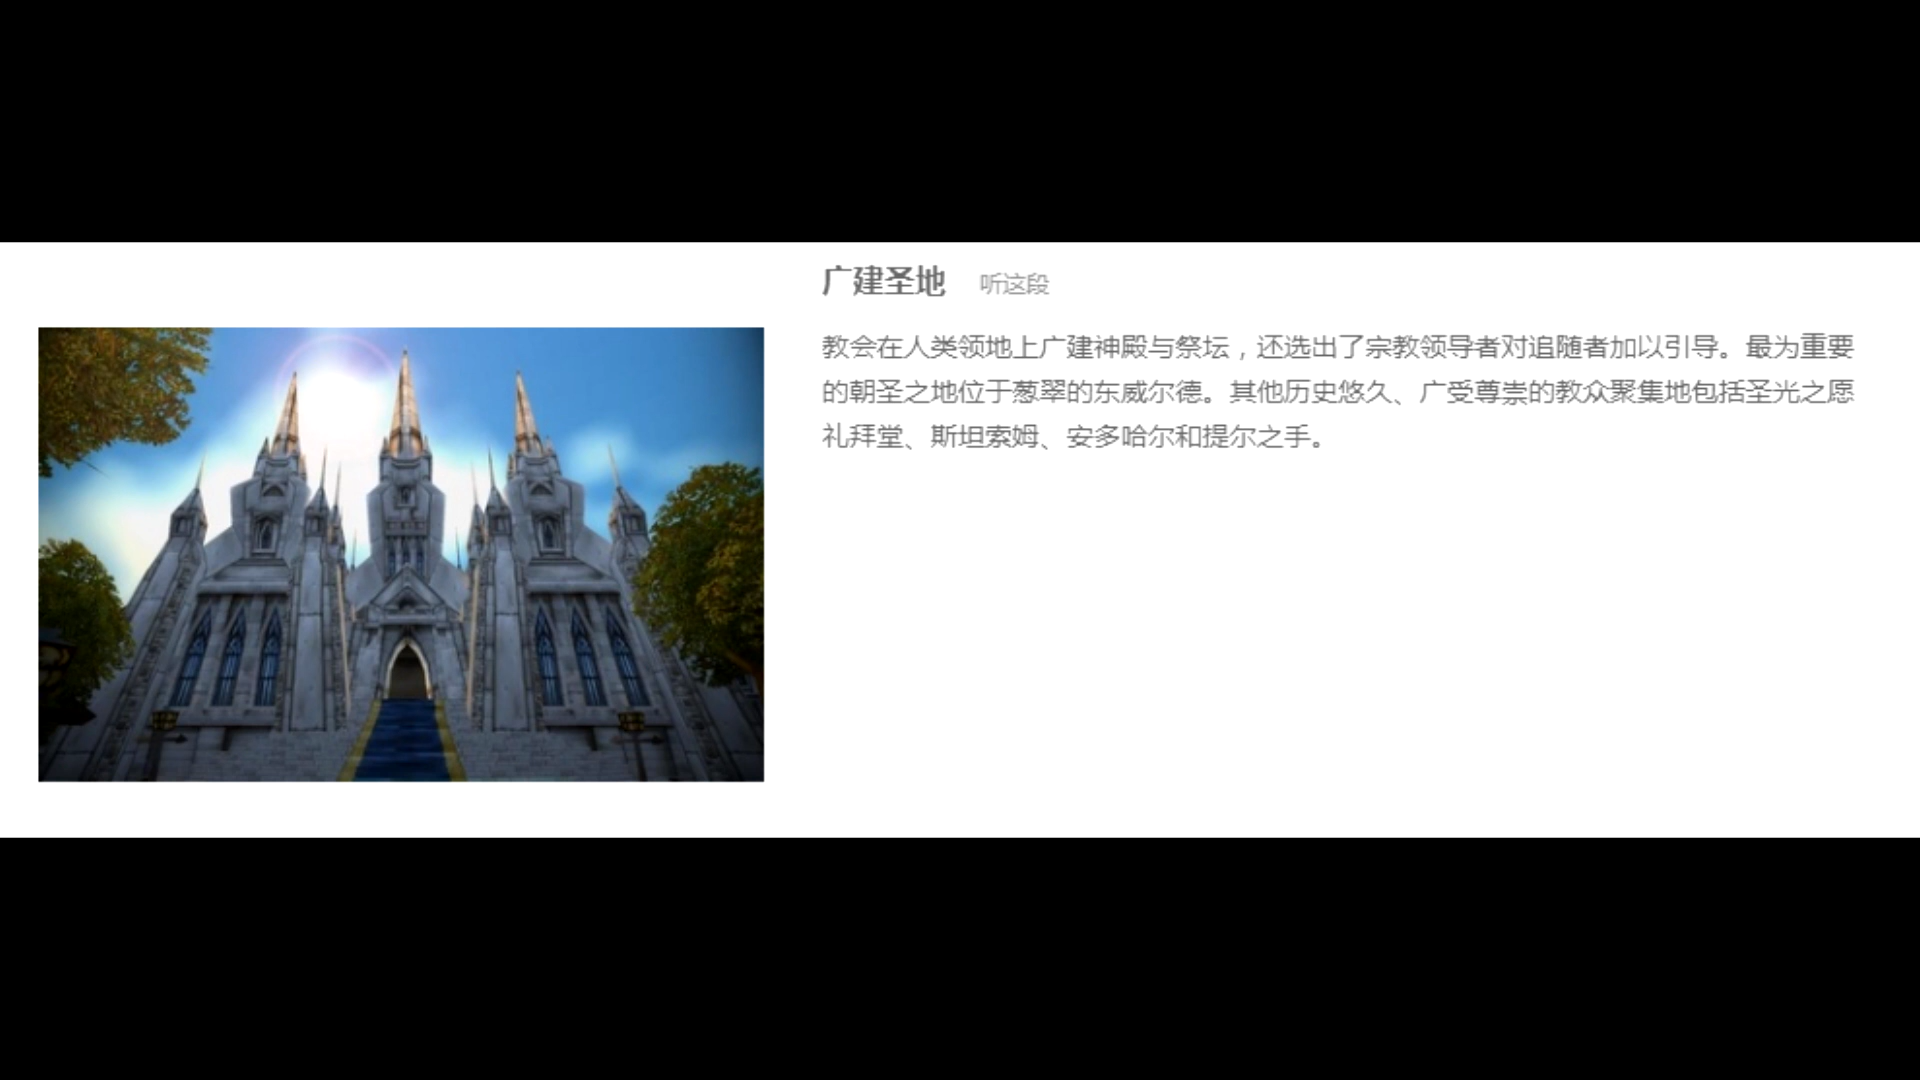 广建圣地 听这段
教会在人类领地上广建神殿与祭坛，还选出了宗教领导者对追随者加以引导。最为重要
的朝圣之地位于葱翠的东威尔德。其他历史悠久、广受尊崇的教众聚集地包括圣光之愿
礼拜堂、斯坦索姆、安多哈尔和提尔之手。